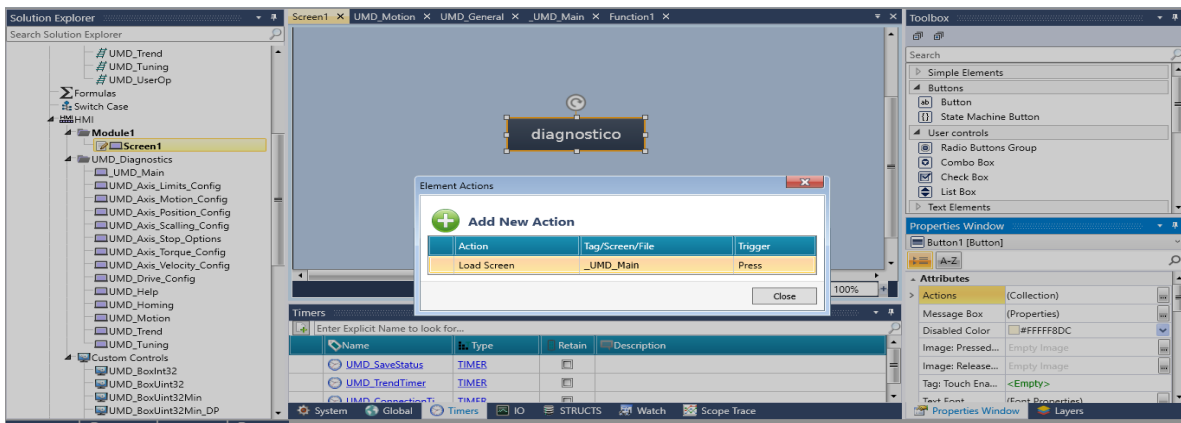 Solution Explorer
Search Solution Explorer
UMD_Trend
UMD_Tuning
UMD_UserOp
Formulas
Switch Case
HMI
Module1
Screen1
UMD_Diagnostics
_UMD_Main
UMD_Axis_Limits_Config
UMD_Axis_Motion_Config
UMD_Axis_Position_Config
UMD_Axis_Scalling_Config
UMD_Axis_Stop_Options
UMD_Axis_Torque_Config
UMD_Axis_Velocity_Config
UMD_Drive_Config
UMD_Help
UMD_Homing
UMD_Motion
UMD_Trend
UMD_Tuning
Custom Controls
UMD_BoxInt32
UMD_BoxUint32
UMD_BoxUint32Min
UMD_BoxUint32Min_DP
Screen1 UMD_Motion UMD_General _UMD_Main Function1
diagnostico
Element Actions
Add New Action
Action Tag/Screen/File Trigger
Load Screen _UMD_Main Press
Close
100%
Timers
Enter Explicit Name to look for...
Name Type Retain Description
UMD_SaveStatus TIMER
UMD_TrendTimer TIMER
UMD_ConnectionTi TIMER
System Global Timers IO STRUCTS Watch Scope Trace
Toolbox
Search
Simple Elements
Buttons
Button
State Machine Button
User controls
Radio Buttons Group
Combo Box
Check Box
List Box
Text Elements
Properties Window
Button1 [Button]
A-Z
Attributes
Actions (Collection)
Message Box (Properties)
Disabled Color #FFFFF8DC
Image: Pressed... Empty Image
Image: Release... Empty Image
Tag: Touch Ena... <Empty>
Text Font (Font Properties)
Properties Window Layers